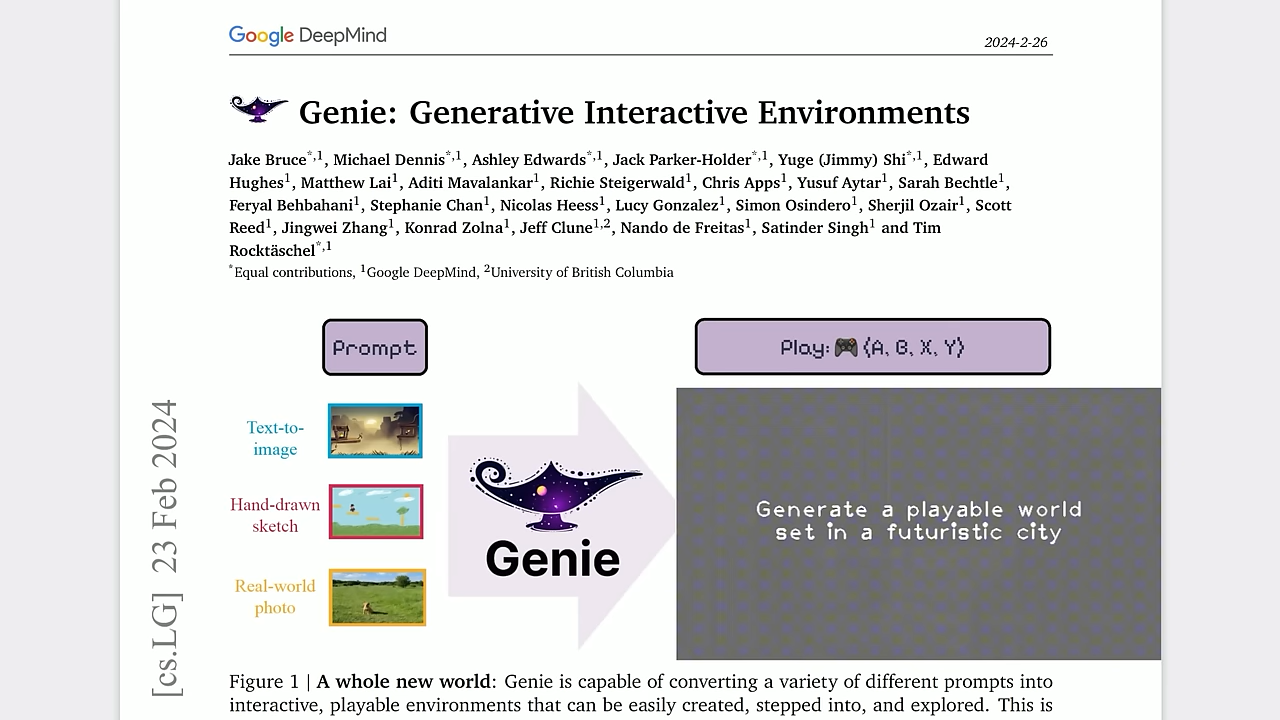 Google DeepMind
2024-2-26
Genie: Generative Interactive Environments
Jake Bruce*,1, Michael Dennis*,1, Ashley Edwards*,1, Jack Parker-Holder*,1, Yuge (Jimmy) Shi*,1, Edward
Hughes1, Matthew Lai1, Aditi Mavalankar1, Richie Steigerwald1, Chris Apps1, Yusuf Aytar1, Sarah Bechtle1,
Feryal Behbahani1, Stephanie Chan1, Nicolas Heess1, Lucy Gonzalez1, Simon Osindero1, Sherjil Ozair1, Scott
Reed1, Jingwei Zhang1, Konrad Zolna1, Jeff Clune1,2, Nando de Freitas1, Satinder Singh1 and Tim
Rocktäschel*,1
*Equal contributions, 1Google DeepMind, 2University of British Columbia
Prompt
Play: 🎮 {A, B, X, Y}
Text-to-
image
Hand-drawn
sketch
Real-world
photo
Genie
Generate a playable world
set in a futuristic city
[cs.LG] 23 Feb 2024
Figure 1 | A whole new world: Genie is capable of converting a variety of different prompts into
interactive, playable environments that can be easily created, stepped into, and explored. This is